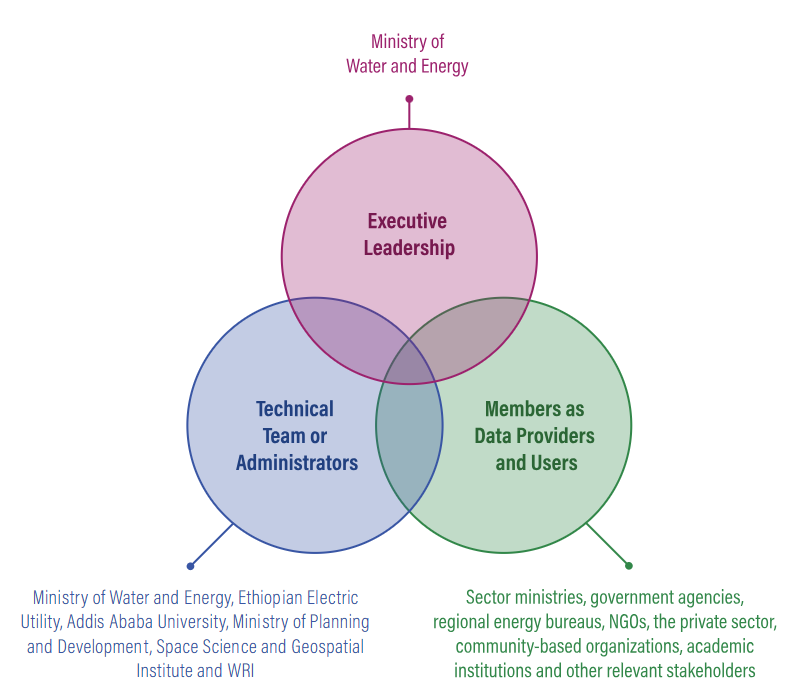 Ministry of
Water and Energy
Executive
Leadership
Technical
Team or
Administrators
Members as
Data Providers
and Users
Ministry of Water and Energy, Ethiopian Electric
Utility, Addis Ababa University, Ministry of Planning
and Development, Space Science and Geospatial
Institute and WRI
Sector ministries, government agencies,
regional energy bureaus, NGOs, the private sector,
community-based organizations, academic
institutions and other relevant stakeholders